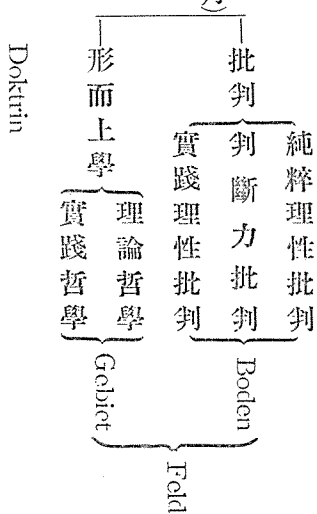 方)
批判
純粹理性批判
判斷力批判
實踐理性批判
Boden
形而上學
理論哲學
實踐哲學
Gebiet
Feld
Doktrin